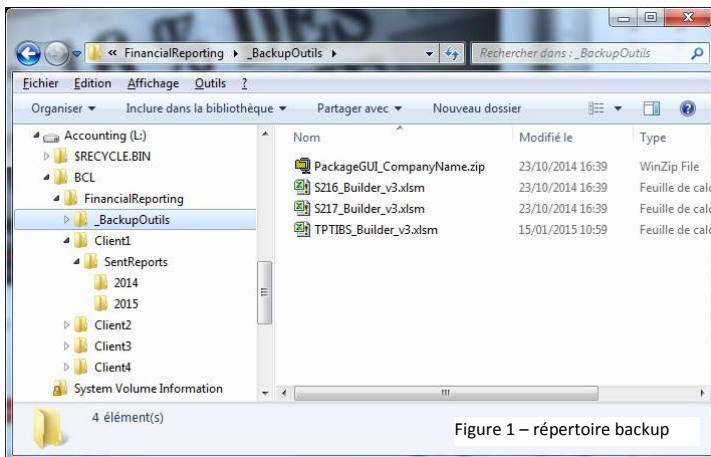 « FinancialReporting ▸ _BackupOutils ▸
Rechercher dans : _BackupOutils
Fichier Edition Affichage Outils ?
Organiser Inclure dans la bibliothèque Partager avec Nouveau dossier
Accounting (L:)
$RECYCLE.BIN
BCL
FinancialReporting
_BackupOutils
Client1
SentReports
2014
2015
Client2
Client3
Client4
System Volume Information
Nom Modifié le Type
PackageGUI_CompanyName.zip 23/10/2014 16:39 WinZip File
S216_Builder_v3.xlsm 23/10/2014 16:39 Feuille de calc
S217_Builder_v3.xlsm 23/10/2014 16:39 Feuille de calc
TPTIBS_Builder_v3.xlsm 15/01/2015 10:59 Feuille de calc
4 élément(s)
Figure 1 – répertoire backup